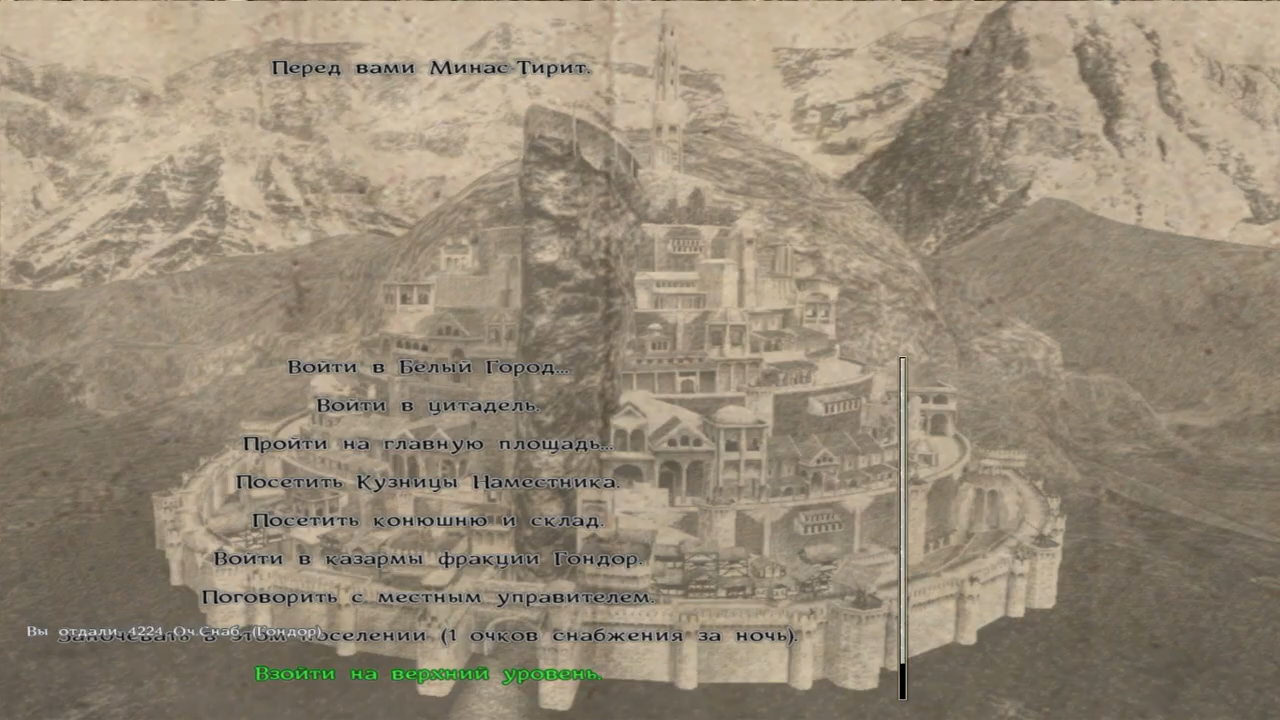 Перед вами Минас-Тирит.
Войти в Белый Город...
Войти в цитадель.
Пройти на главную площадь...
Посетить Кузницы Наместника.
Посетить конюшню и склад.
Войти в казармы фракции Гондор.
Поговорить с местным управителем.
Вы отдали 4224 Оч.Снаб. (Гондор)
Заночевать в этом поселении (1 очков снабжения за ночь).
Взойти на верхний уровень.